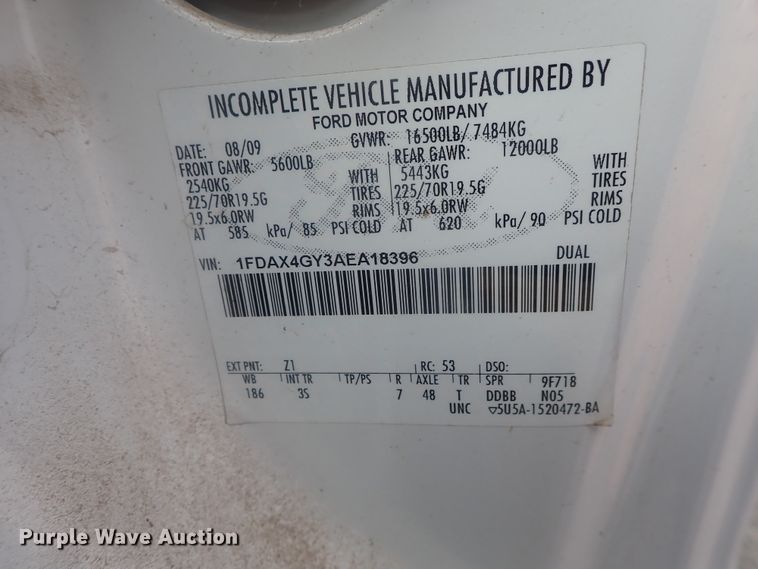 INCOMPLETE VEHICLE MANUFACTURED BY
FORD MOTOR COMPANY
DATE: 08/09 GVWR: 16500LB/ 7484KG
FRONT GAWR: 5600LB REAR GAWR: 12000LB
2540KG WITH 5443KG WITH
225/70R19.5G TIRES 225/70R19.5G TIRES
19.5x6.0RW RIMS 19.5x6.0RW RIMS
AT 585 kPa/ 85 PSI COLD AT 620 kPa/ 90 PSI COLD
VIN: 1FDAX4GY3AEA18396 DUAL
EXT PNT: Z1 RC: 53 DSO:
WB INT TR TP/PS R AXLE TR SPR 9F718
186 3S 7 48 T DDBB N05
UNC ▽5U5A-1520472-BA
Purple Wave Auction